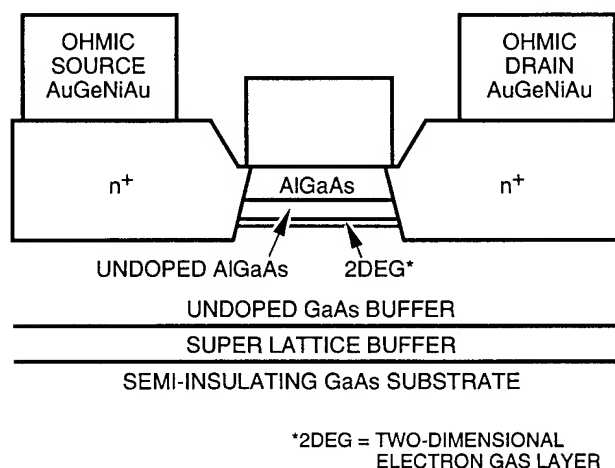 OHMIC
SOURCE
AuGeNiAu
OHMIC
DRAIN
AuGeNiAu
n+
AlGaAs
n+
UNDOPED AlGaAs
2DEG*
UNDOPED GaAs BUFFER
SUPER LATTICE BUFFER
SEMI-INSULATING GaAs SUBSTRATE
*2DEG = TWO-DIMENSIONAL
ELECTRON GAS LAYER